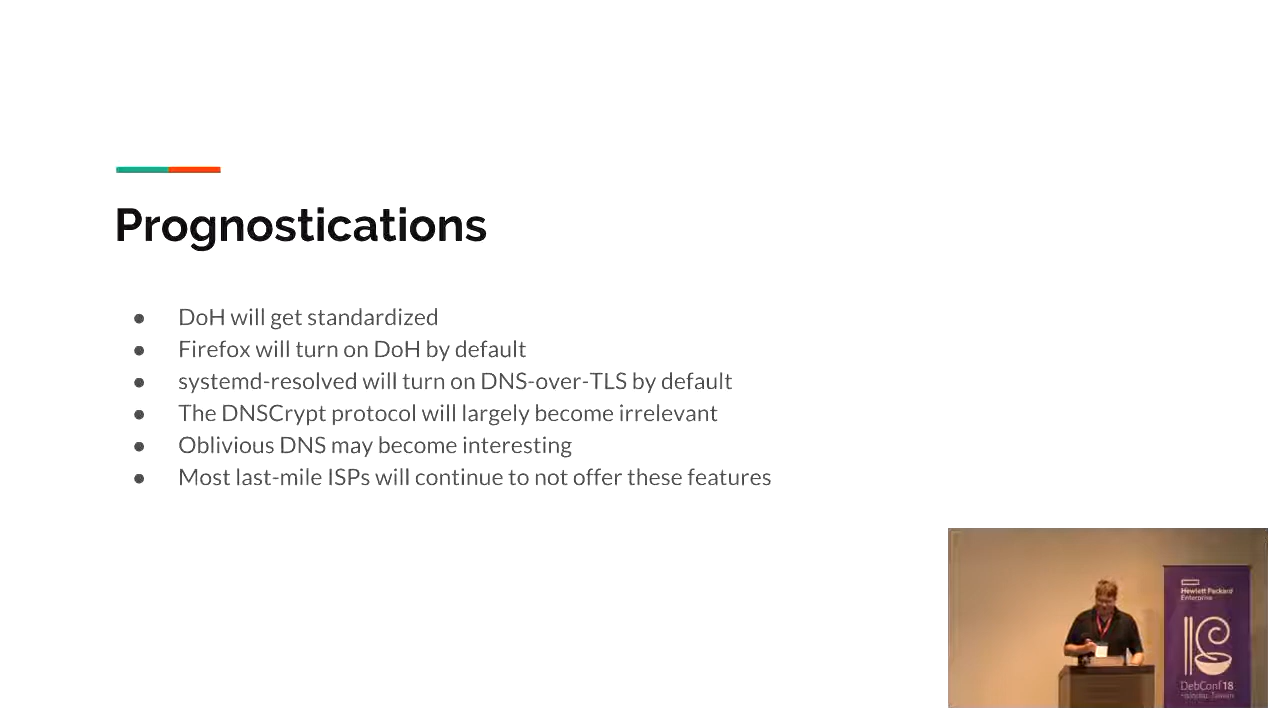 Prognostications
● DoH will get standardized
● Firefox will turn on DoH by default
● systemd-resolved will turn on DNS-over-TLS by default
● The DNSCrypt protocol will largely become irrelevant
● Oblivious DNS may become interesting
● Most last-mile ISPs will continue to not offer these features
Hewlett Packard
Enterprise
DebConf18
Hsinchu, Taiwan